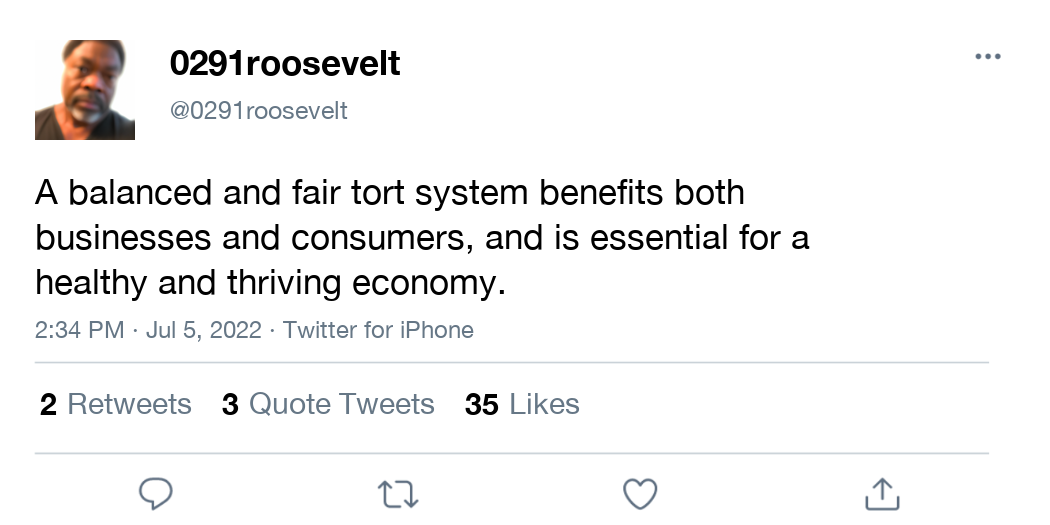 0291roosevelt
@0291roosevelt
A balanced and fair tort system benefits both
businesses and consumers, and is essential for a
healthy and thriving economy.
2:34 PM · Jul 5, 2022 · Twitter for iPhone
2 Retweets 3 Quote Tweets 35 Likes